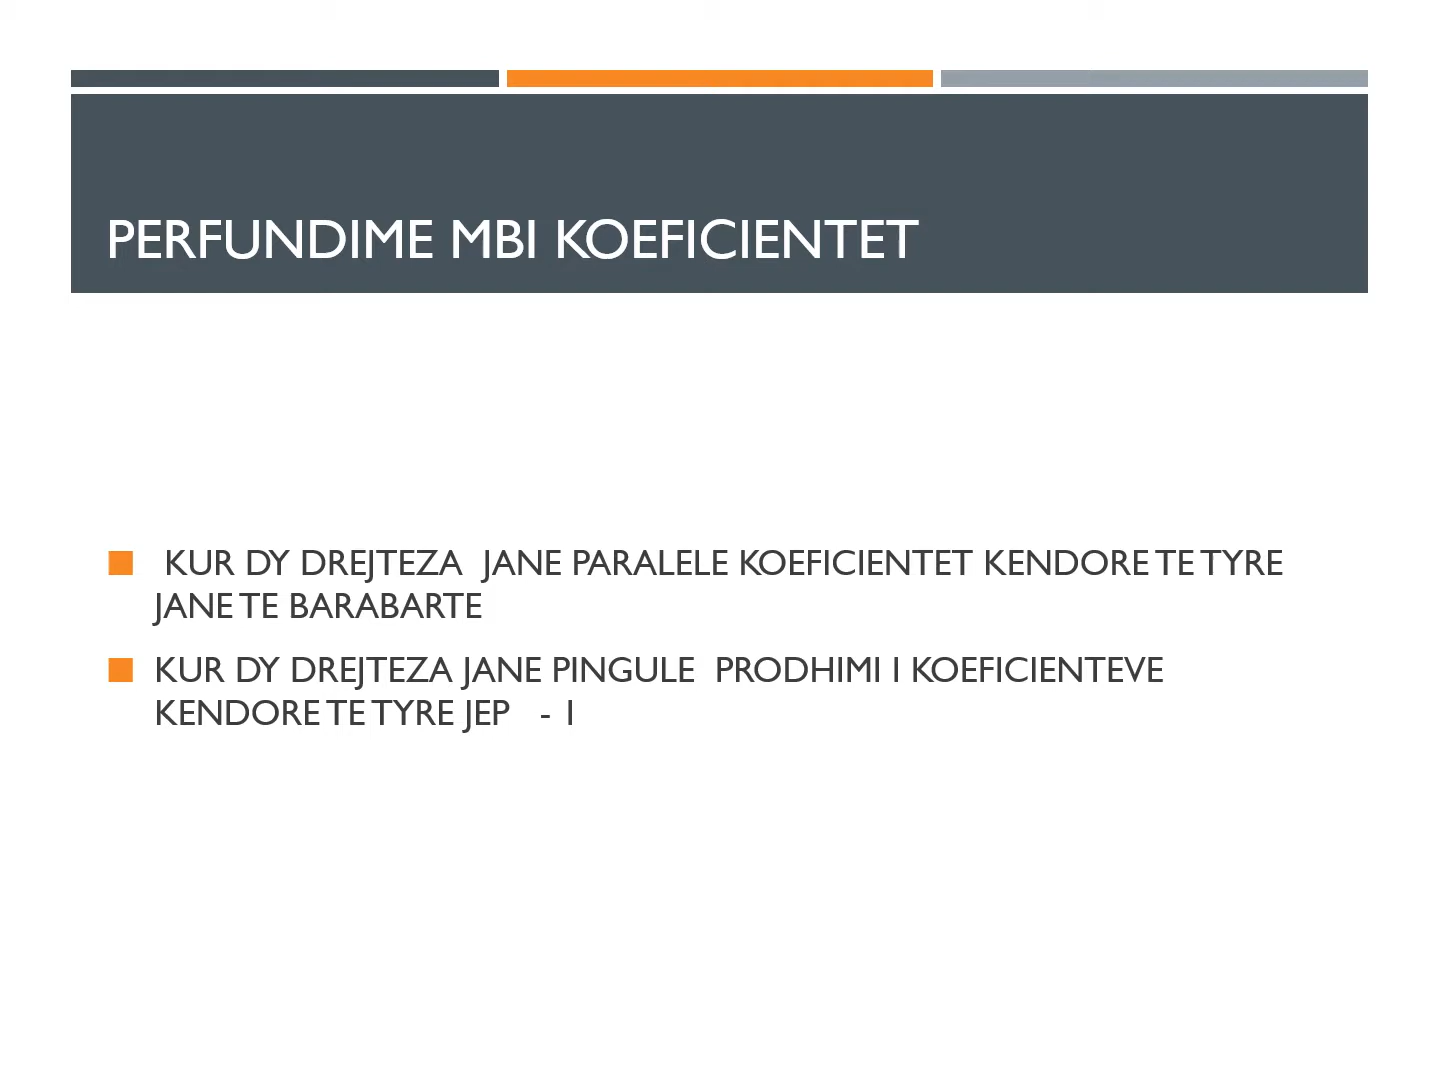 PERFUNDIME MBI KOEFICIENTET
KUR DY DREJTEZA JANE PARALELE KOEFICIENTET KENDORE TE TYRE
JANE TE BARABARTE
KUR DY DREJTEZA JANE PINGULE PRODHIMI I KOEFICIENTEVE
KENDORE TE TYRE JEP - 1